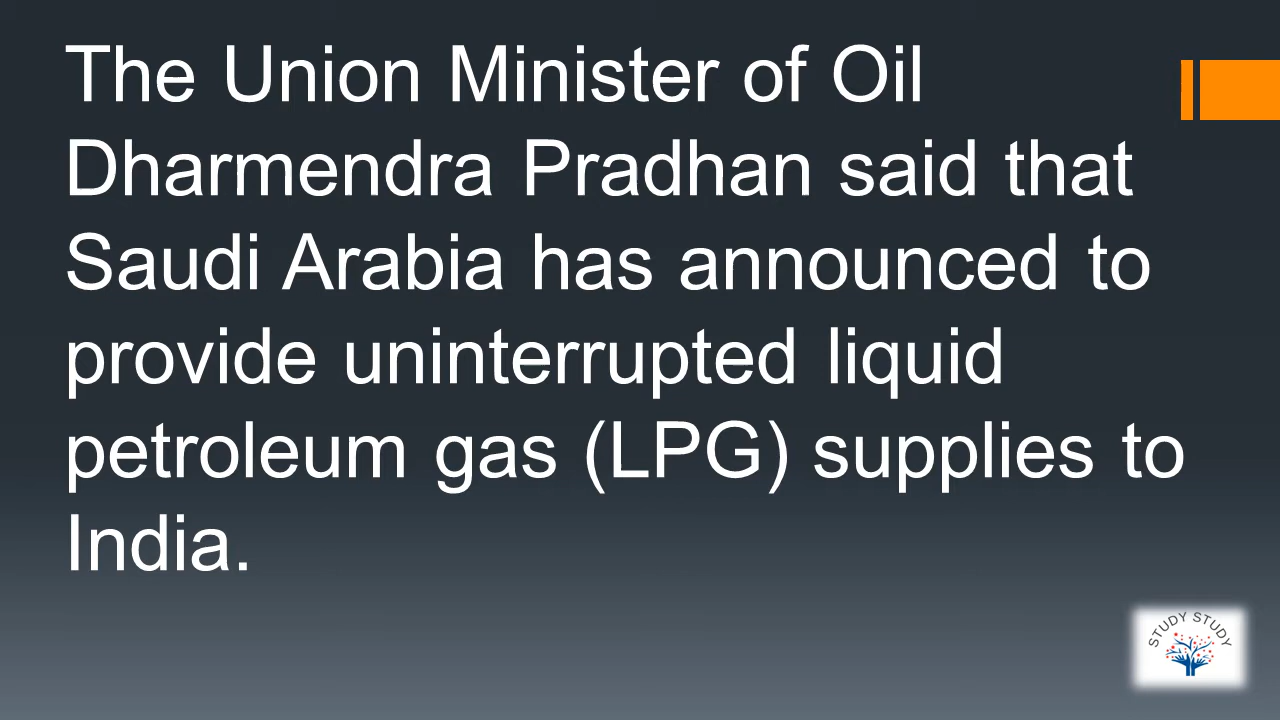 The Union Minister of Oil
Dharmendra Pradhan said that
Saudi Arabia has announced to
provide uninterrupted liquid
petroleum gas (LPG) supplies to
India.
STUDY STUDY